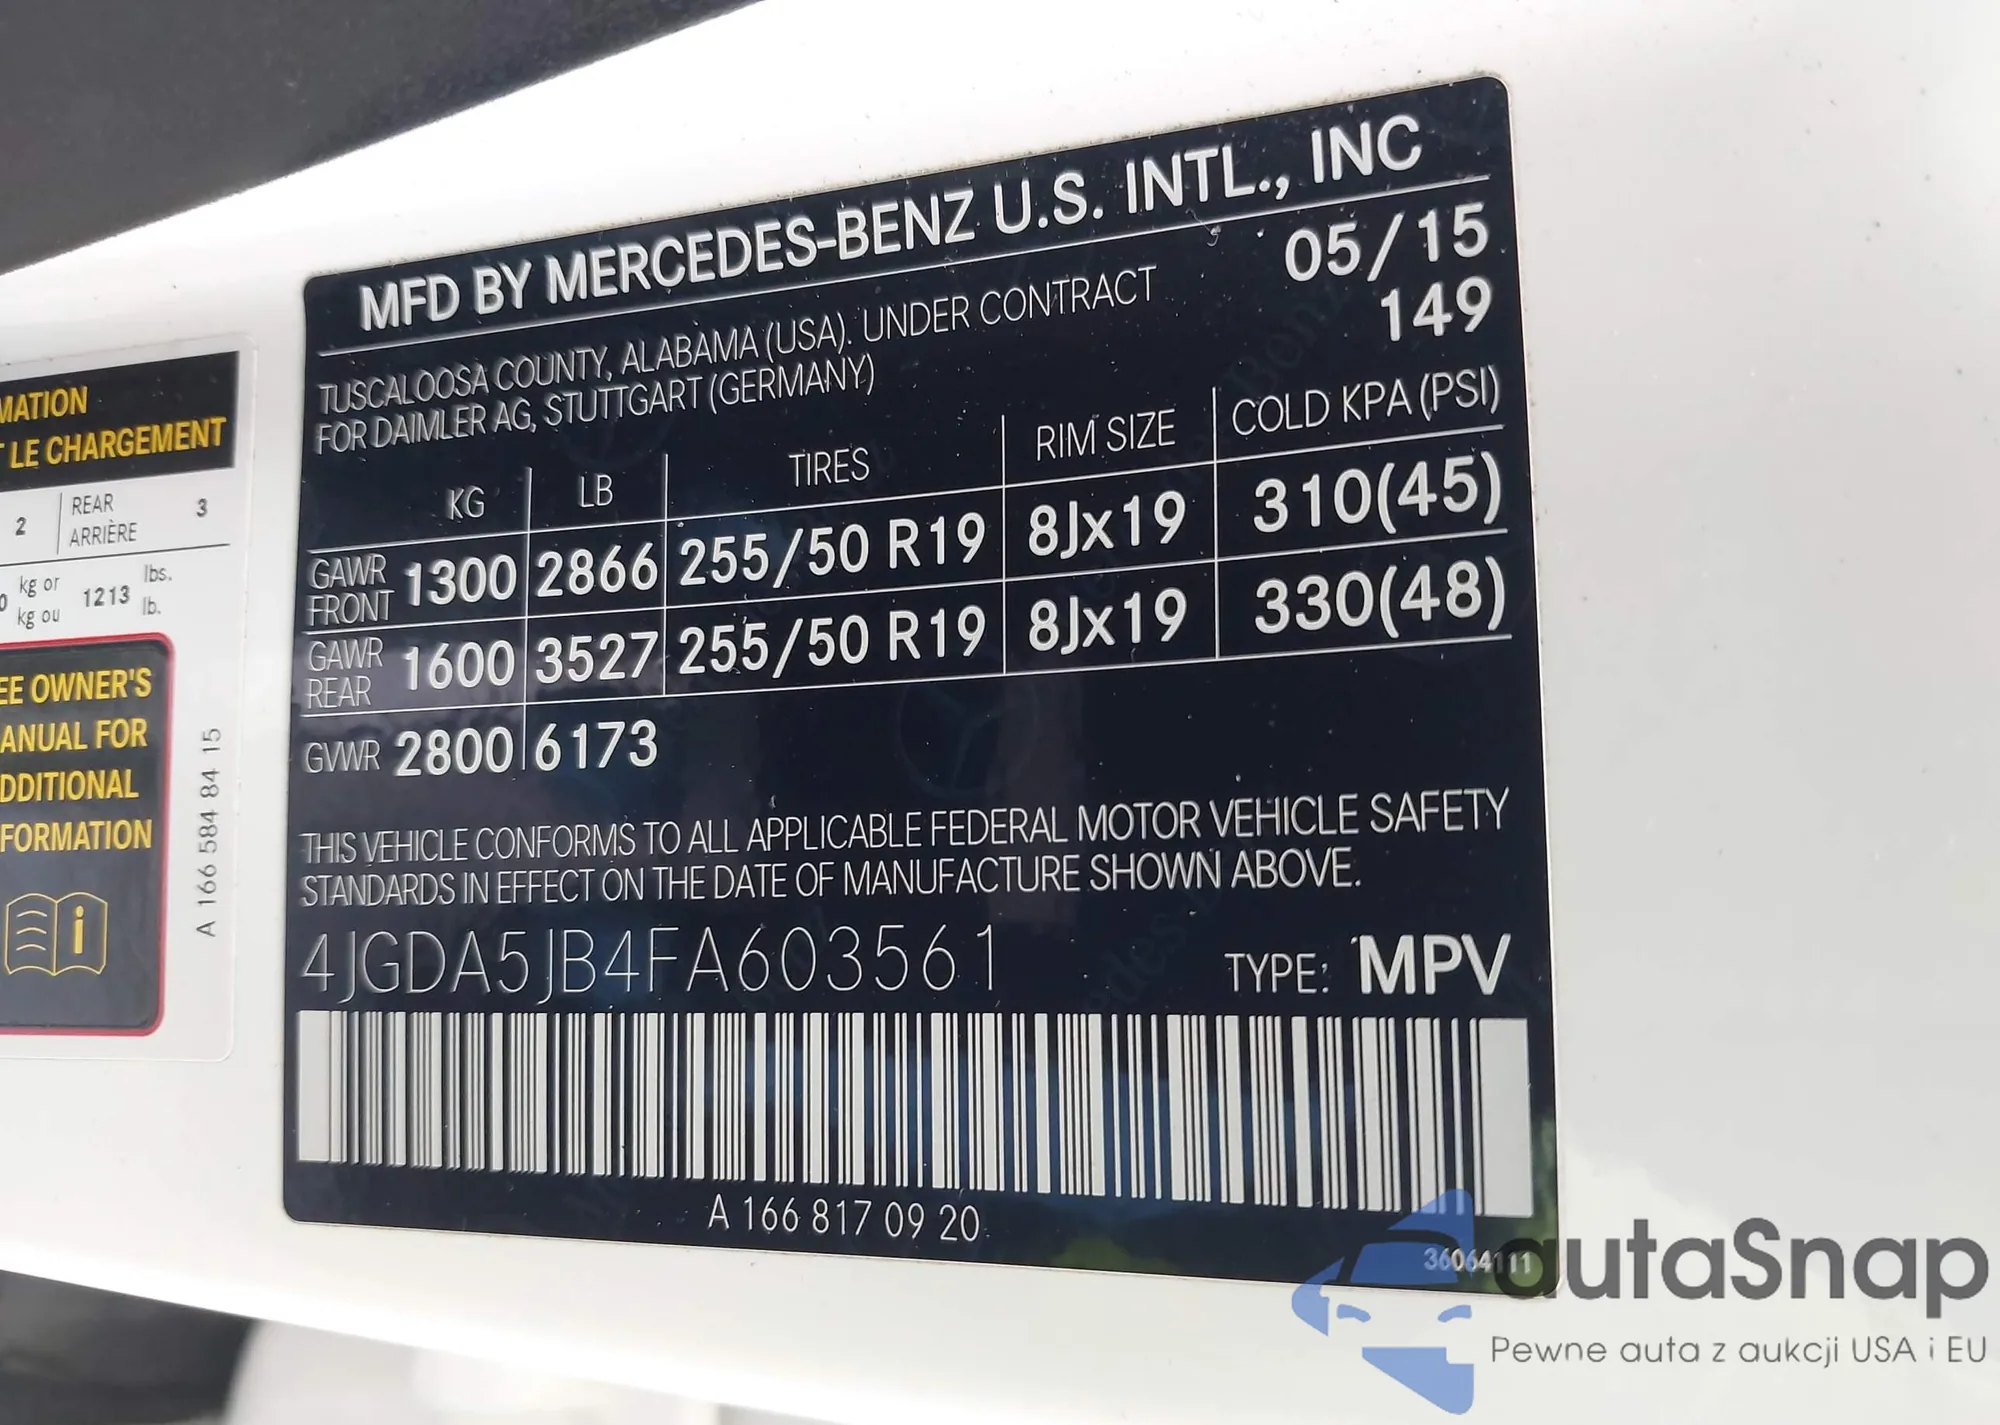 MATION
T LE CHARGEMENT
2 REAR ARRIÈRE 3
0 kg or kg ou 1213 lbs. lb.
EE OWNER'S
ANUAL FOR
DDITIONAL
FORMATION
i
A 166 584 84 15
MFD BY MERCEDES-BENZ U.S. INTL., INC
TUSCALOOSA COUNTY, ALABAMA (USA). UNDER CONTRACT 05/15
FOR DAIMLER AG, STUTTGART (GERMANY) 149
KG LB TIRES RIM SIZE COLD KPA (PSI)
GAWR FRONT 1300 2866 255/50 R19 8Jx19 310(45)
GAWR REAR 1600 3527 255/50 R19 8Jx19 330(48)
GVWR 2800 6173
THIS VEHICLE CONFORMS TO ALL APPLICABLE FEDERAL MOTOR VEHICLE SAFETY
STANDARDS IN EFFECT ON THE DATE OF MANUFACTURE SHOWN ABOVE.
4JGDA5JB4FA603561 TYPE: MPV
A 166 817 09 20
36064111
autaSnap
Pewne auta z aukcji USA i EU